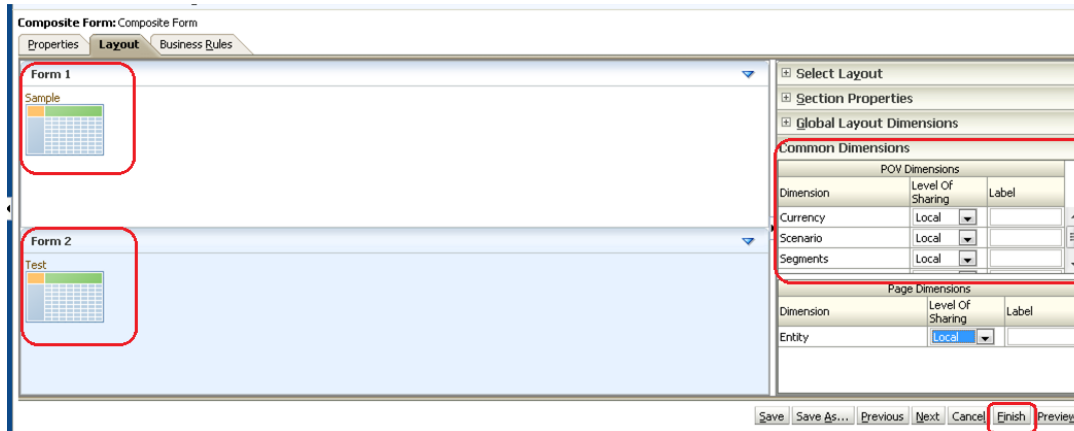 Composite Form: Composite Form
Properties Layout Business Rules
Form 1
Sample
Form 2
Test
Select Layout
Section Properties
Global Layout Dimensions
Common Dimensions
POV Dimensions
Dimension Level Of Sharing Label
Currency Local
Scenario Local
Segments Local
Page Dimensions
Dimension Level Of Sharing Label
Entity Local
Save Save As... Previous Next Cancel Finish Preview